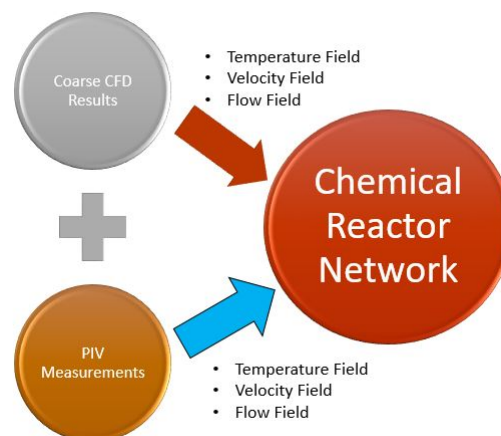 Coarse CFD
Results
• Temperature Field
• Velocity Field
• Flow Field
Chemical
Reactor
Network
PIV
Measurements
• Temperature Field
• Velocity Field
• Flow Field